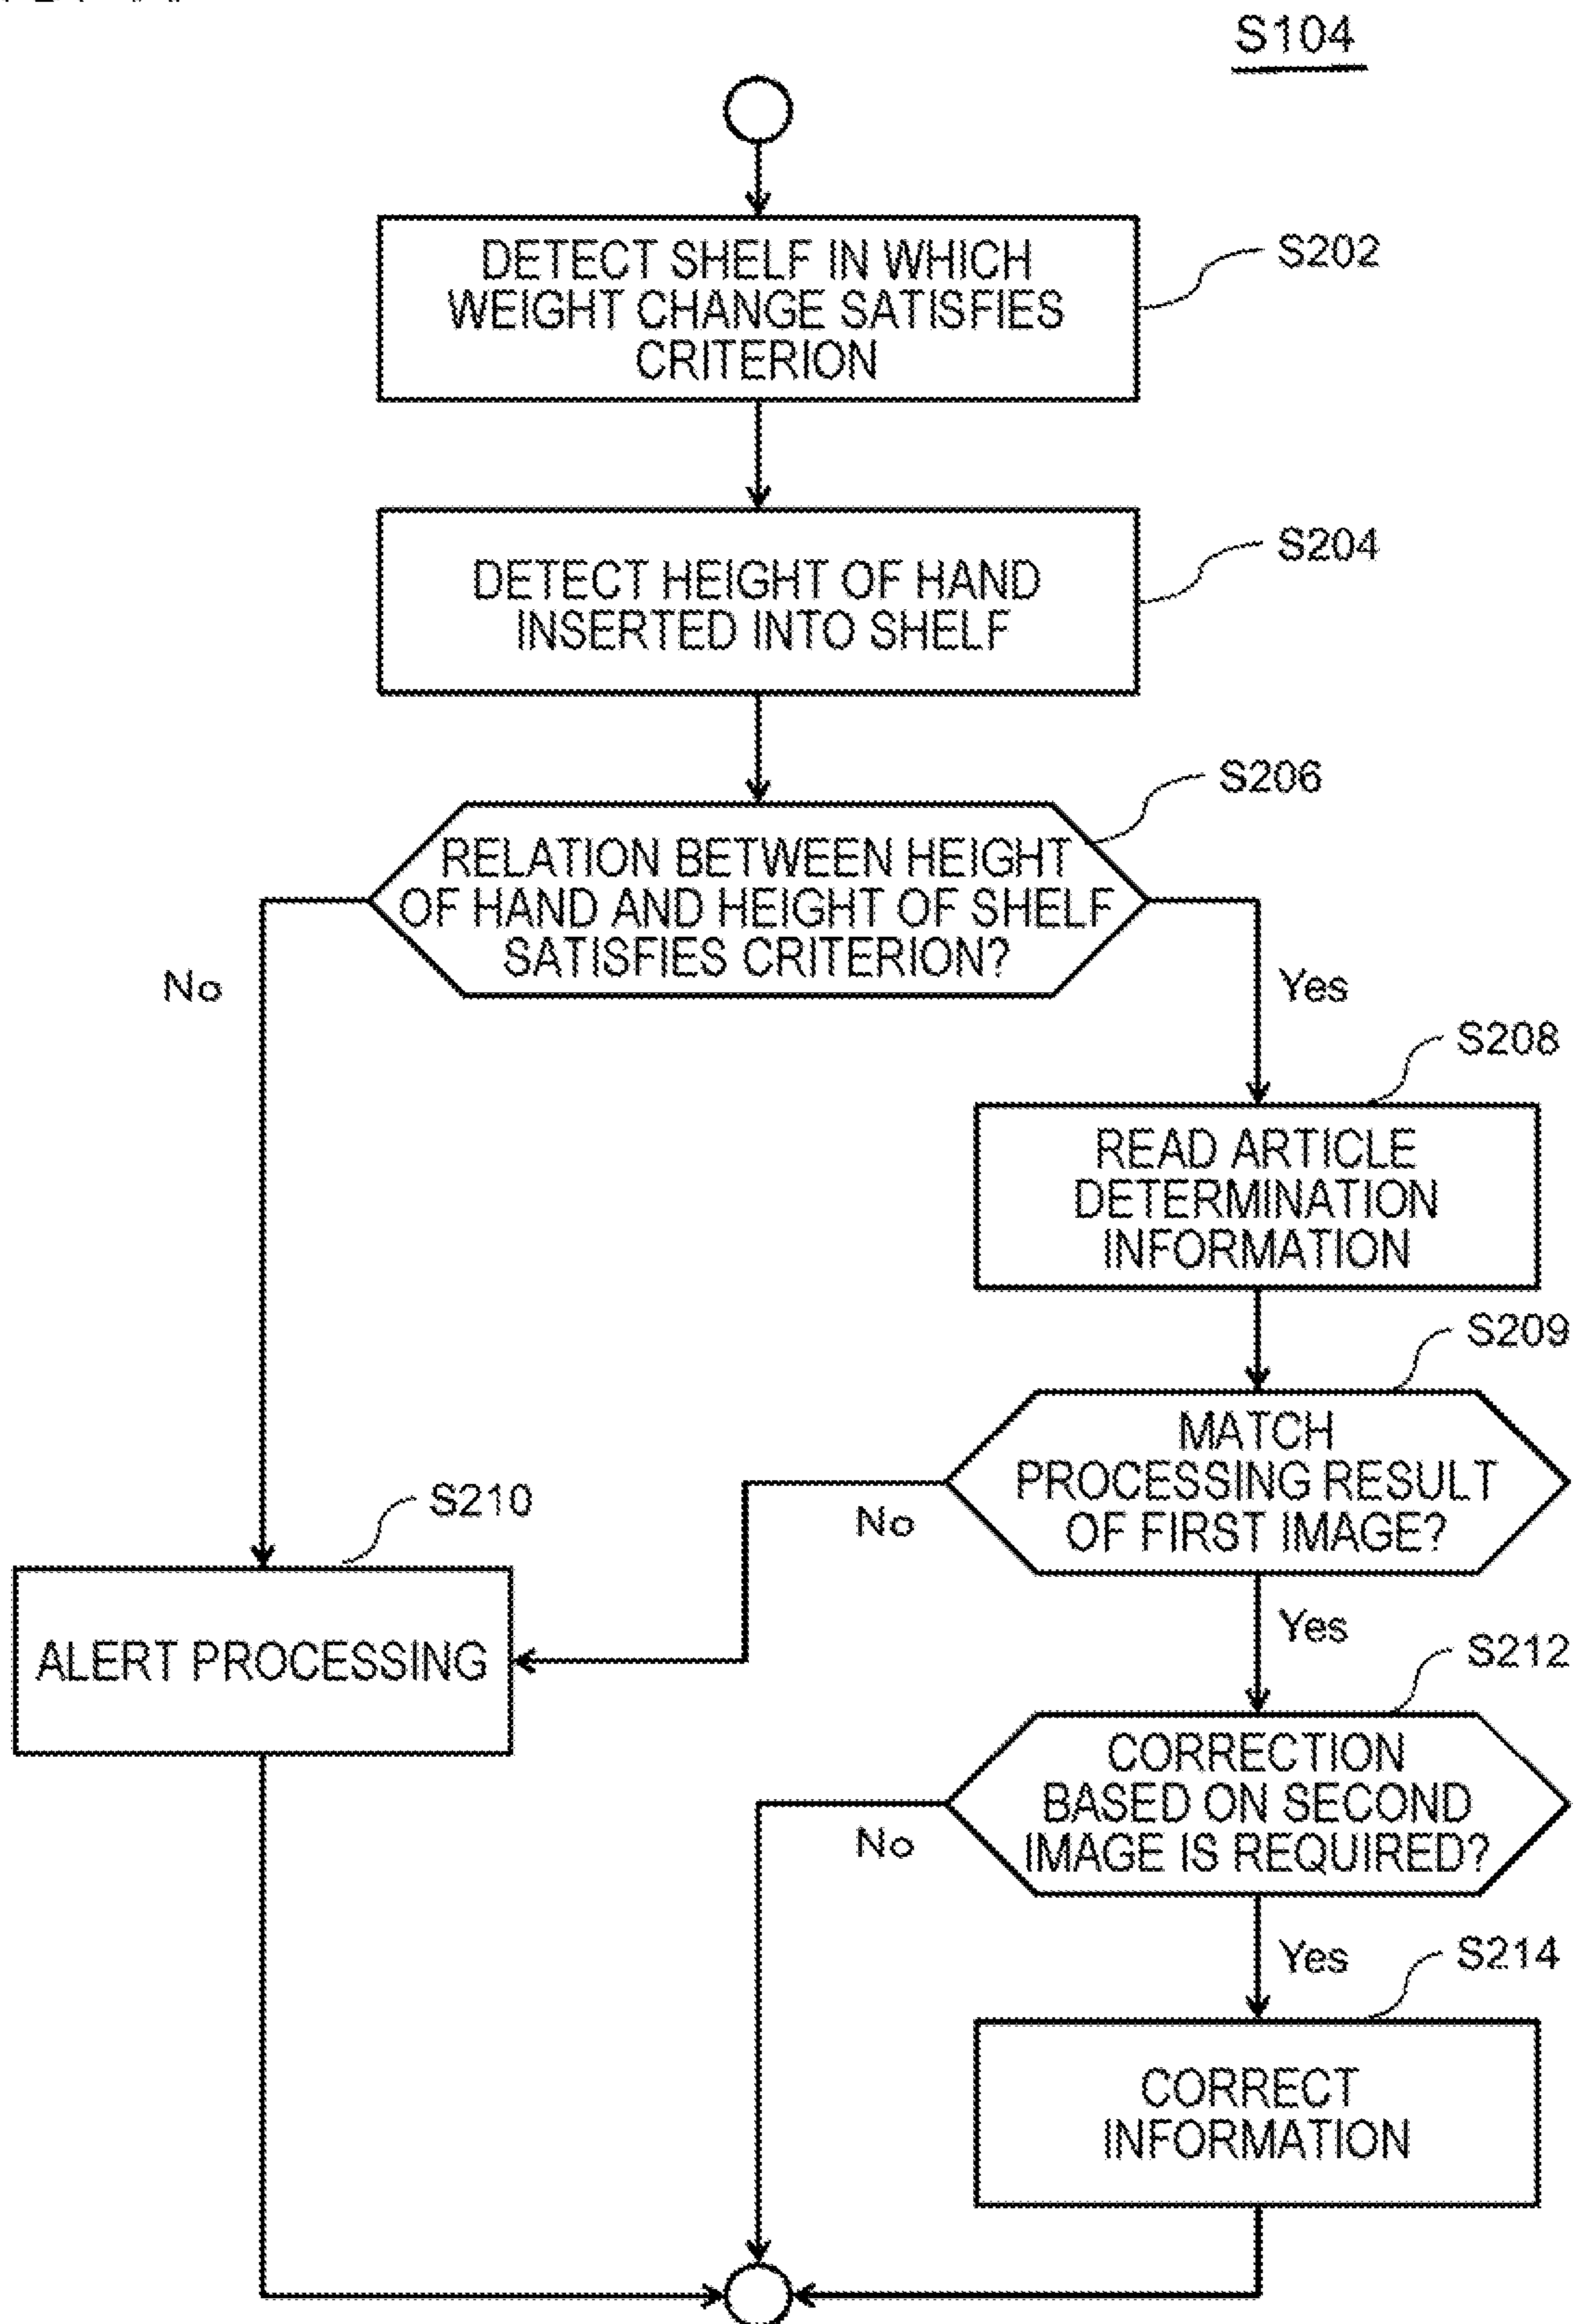 S104
DETECT SHELF IN WHICH
WEIGHT CHANGE SATISFIES
CRITERION
S202
DETECT HEIGHT OF HAND
INSERTED INTO SHELF
S204
RELATION BETWEEN HEIGHT
OF HAND AND HEIGHT OF SHELF
SATISFIES CRITERION?
S206
No
Yes
READ ARTICLE
DETERMINATION
INFORMATION
S208
MATCH
PROCESSING RESULT
OF FIRST IMAGE?
S209
No
Yes
ALERT PROCESSING
S210
CORRECTION
BASED ON SECOND
IMAGE IS REQUIRED?
S212
No
Yes
CORRECT
INFORMATION
S214